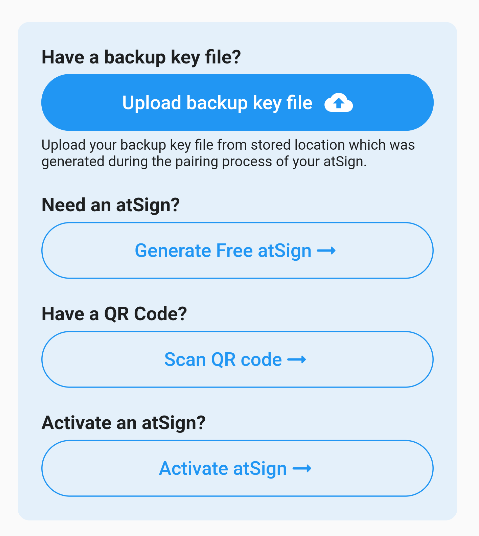 Have a backup key file?
Upload backup key file
Upload your backup key file from stored location which was
generated during the pairing process of your atSign.
Need an atSign?
Generate Free atSign →
Have a QR Code?
Scan QR code →
Activate an atSign?
Activate atSign →